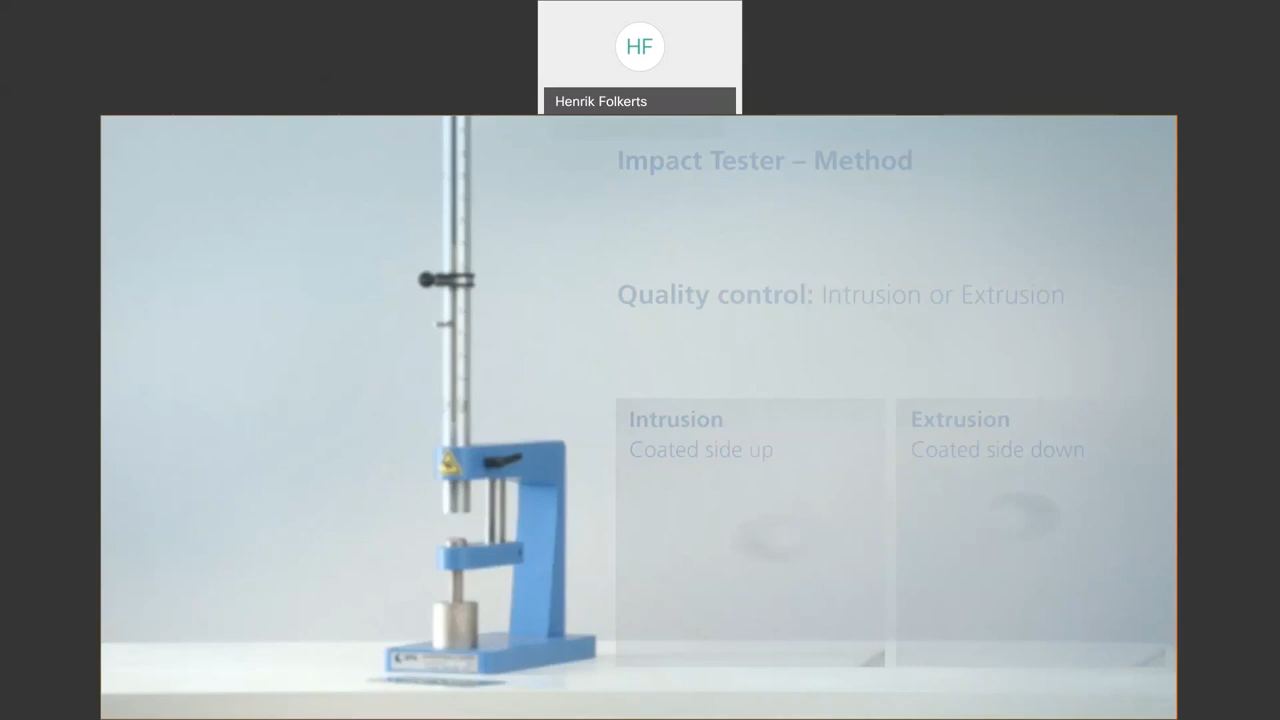 HF
Henrik Folkerts
Impact Tester – Method
Quality control: Intrusion or Extrusion
Intrusion
Coated side up
Extrusion
Coated side down